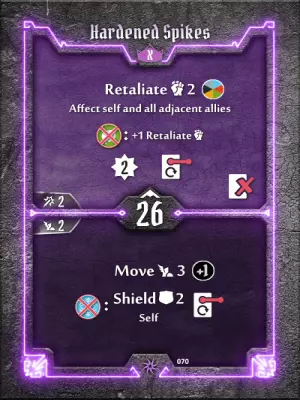 Hardened Spikes
X
Retaliate 2
Affect self and all adjacent allies
: +1 Retaliate
2
2
26
2
Move 3 +1
: Shield 2
Self
070